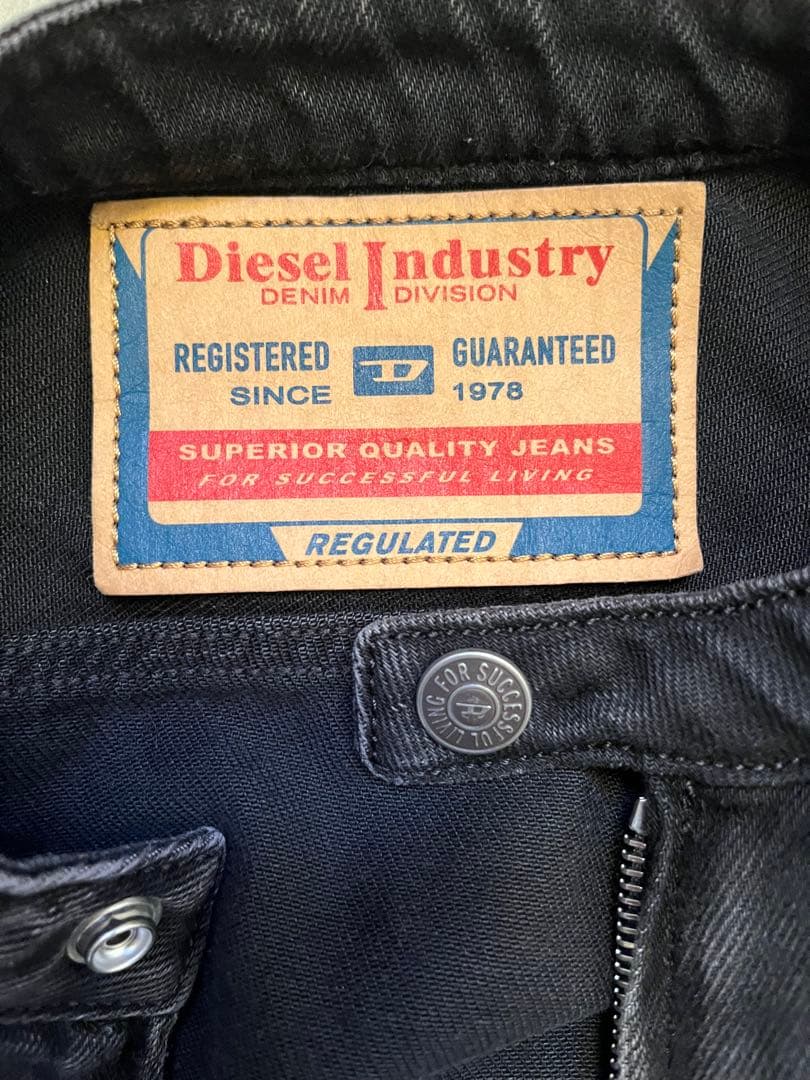 Diesel Industry
DENIM DIVISION
REGISTERED D GUARANTEED
SINCE 1978
SUPERIOR QUALITY JEANS
FOR SUCCESSFUL LIVING
REGULATED
FOR SUCCESSFUL LIVING